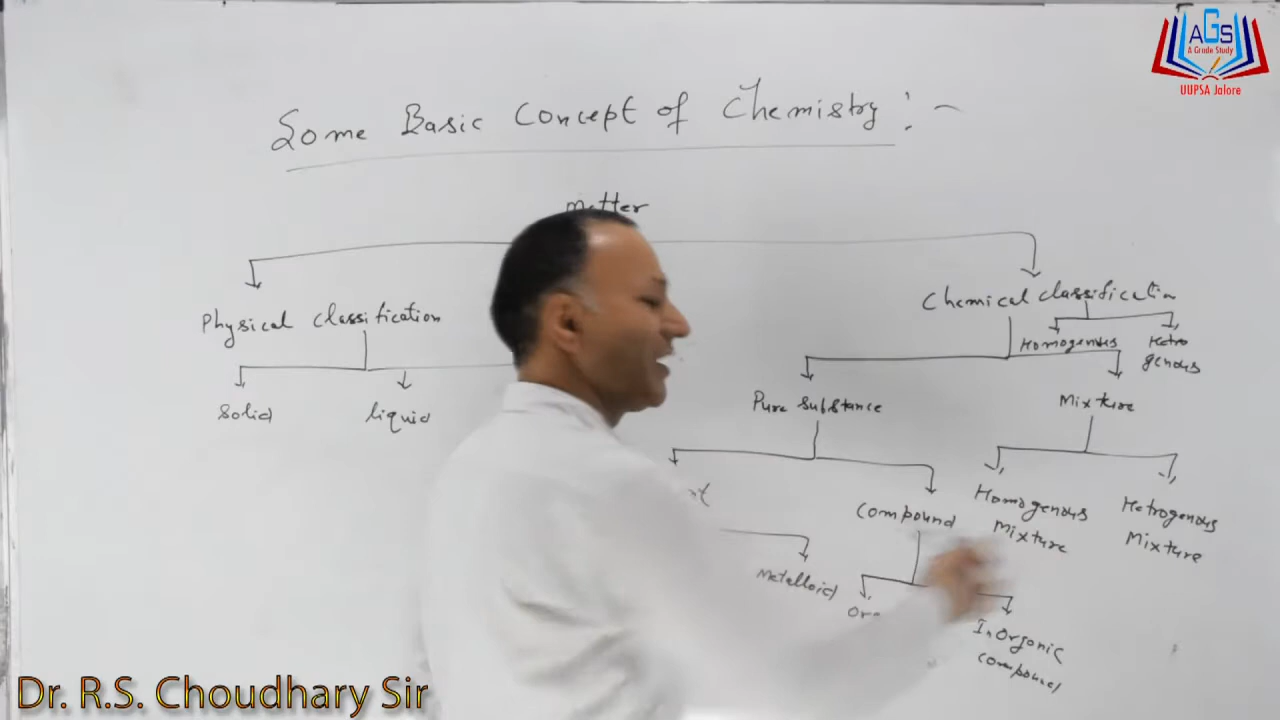 AGS
A Grade Study
UUPSA Jalore
Some Basic Concept of Chemistry :-
matter
Physical classification
Chemical classification
Homogenous
Hetro
genous
Solid
liquid
Pure substance
Mixture
Compound
Homogenous
Mixture
Hetrogenous
Mixture
Metalloid
InOrganic
compound
Dr. R.S. Choudhary Sir